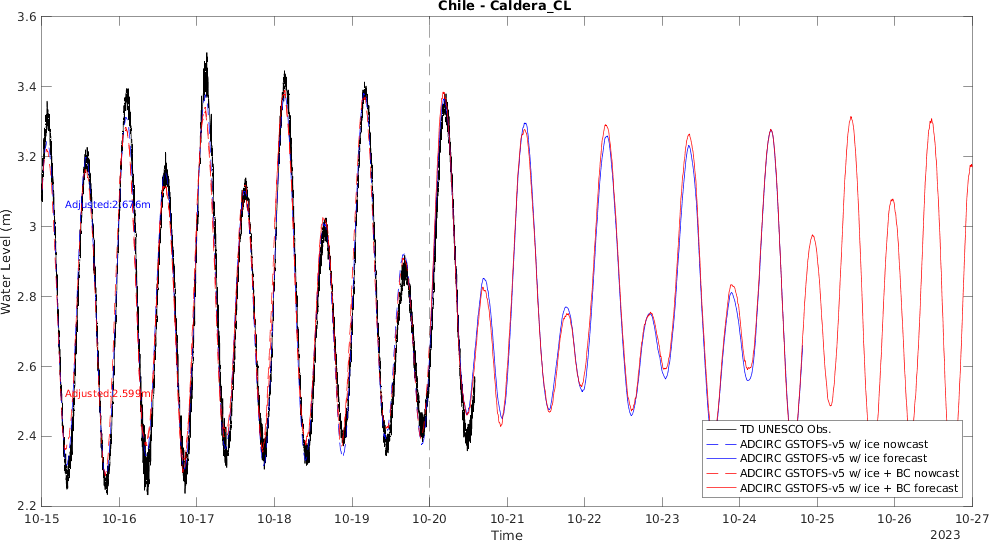 Chile - Caldera_CL
3.6
3.4
3.2
3
2.8
2.6
2.4
2.2
Water Level (m)
Adjusted:2.676m
Adjusted:2.599m
TD UNESCO Obs.
ADCIRC GSTOFS-v5 w/ ice nowcast
ADCIRC GSTOFS-v5 w/ ice forecast
ADCIRC GSTOFS-v5 w/ ice + BC nowcast
ADCIRC GSTOFS-v5 w/ ice + BC forecast
10-15 10-16 10-17 10-18 10-19 10-20 10-21 10-22 10-23 10-24 10-25 10-26 10-27
Time
2023